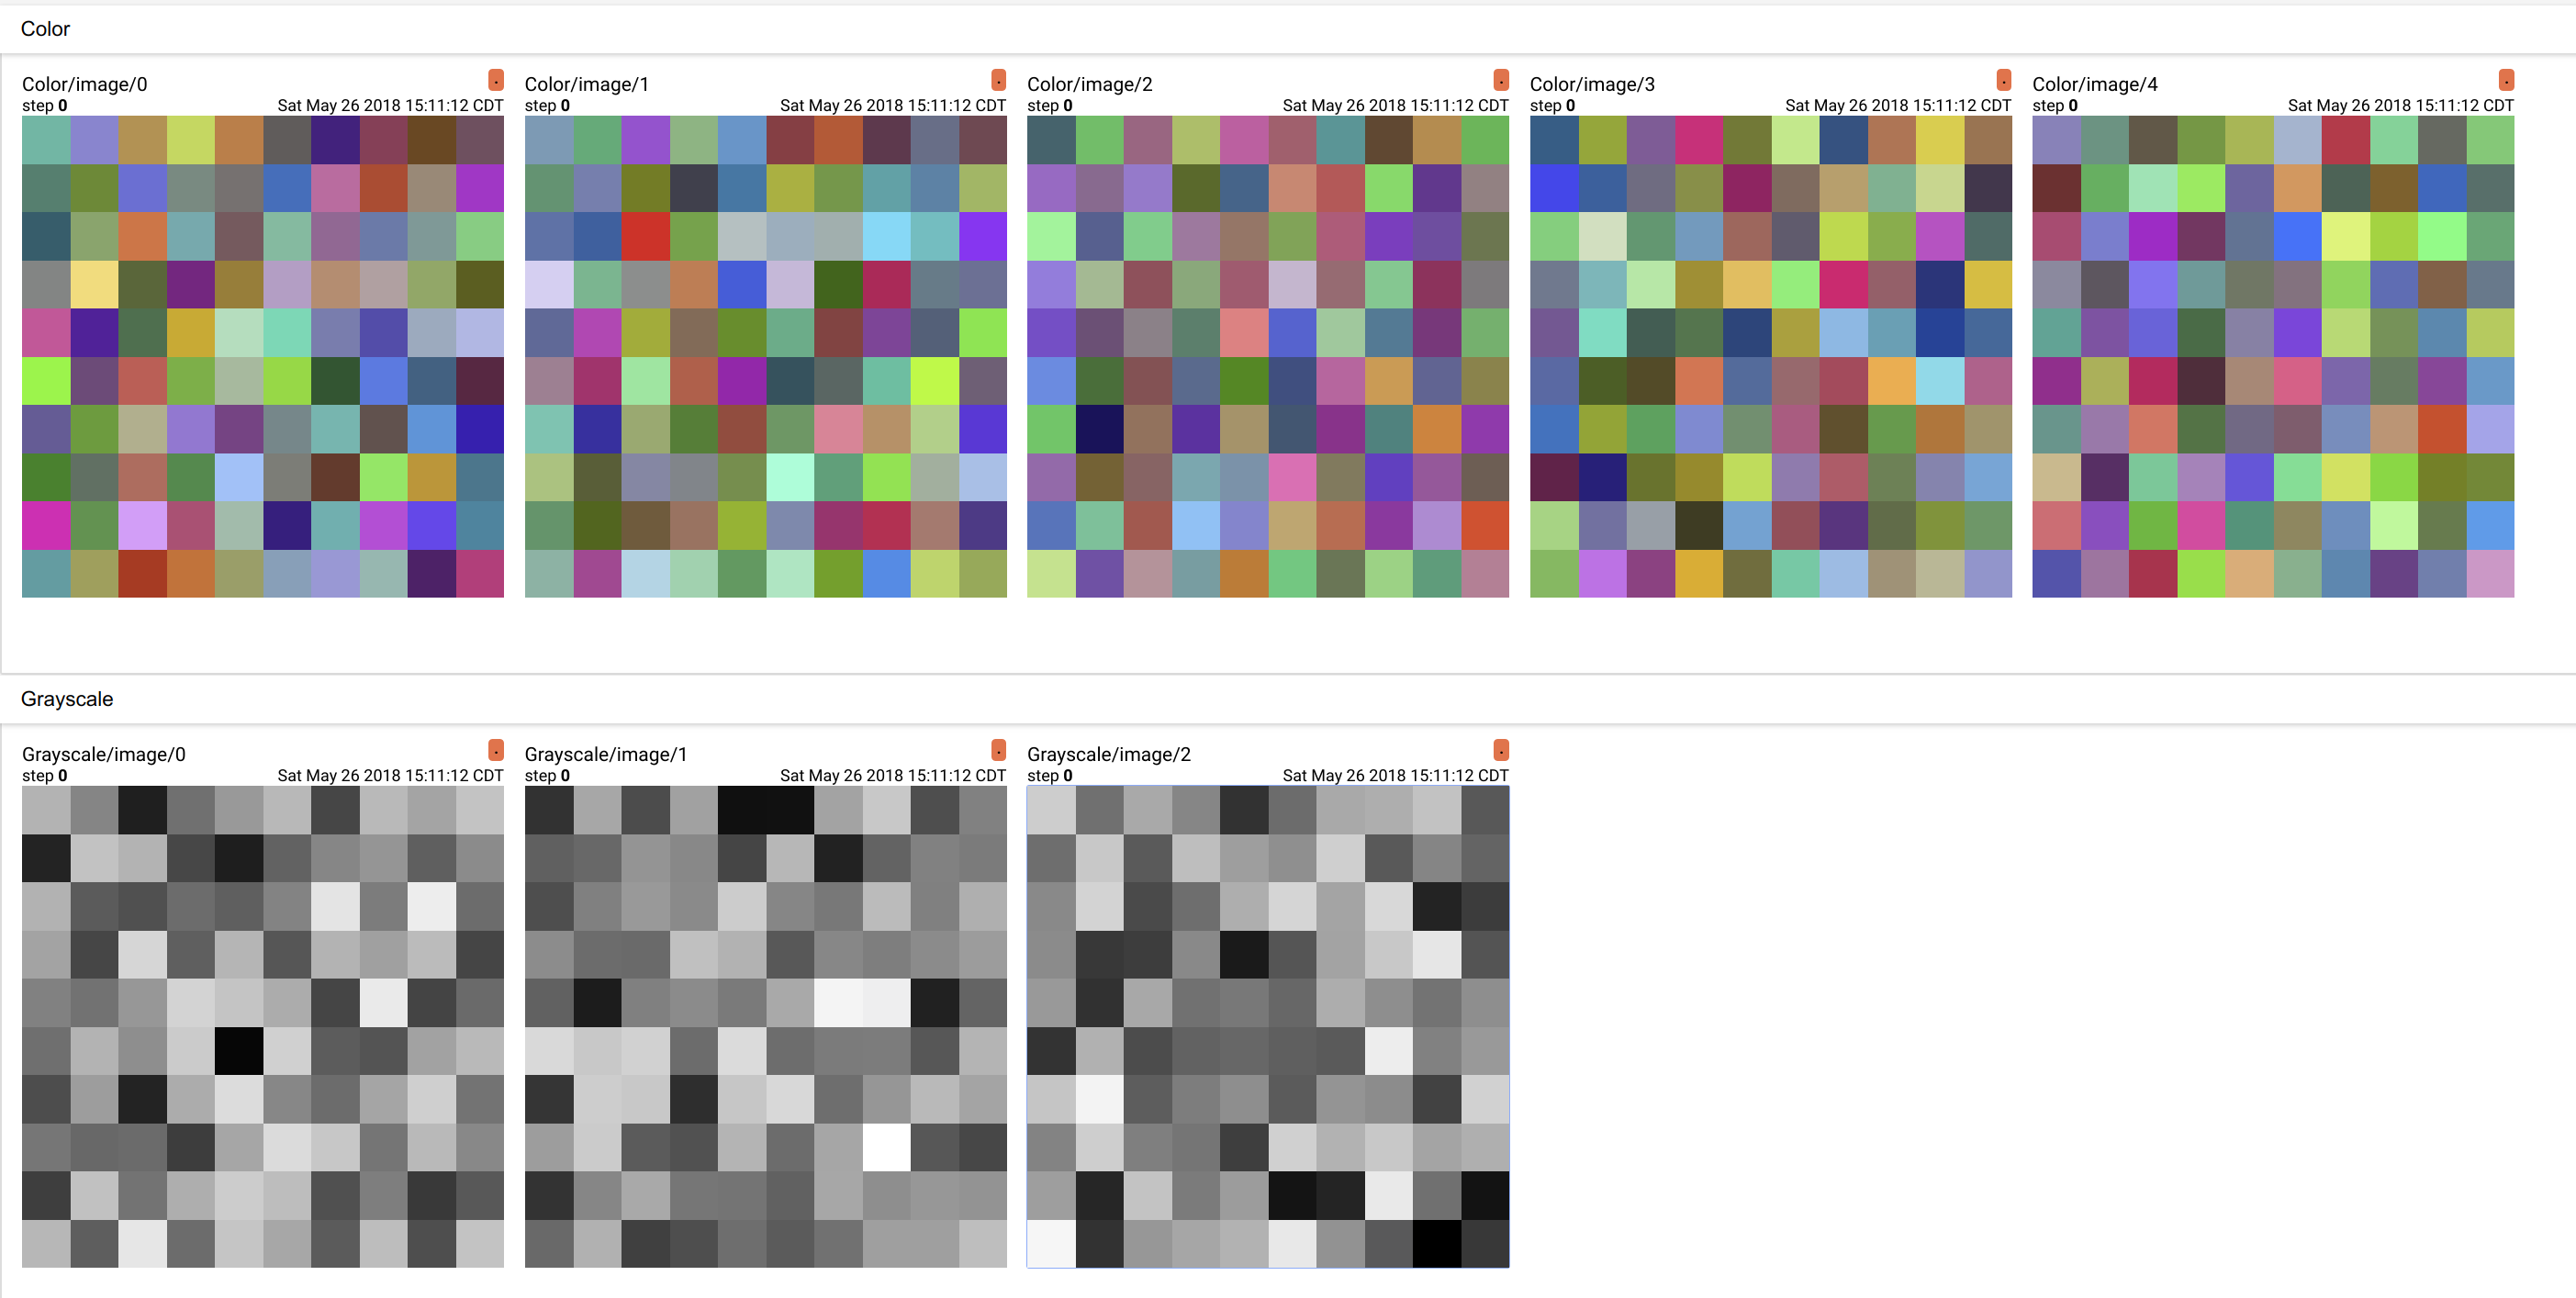 Color
Color/image/0
step 0 Sat May 26 2018 15:11:12 CDT
Color/image/1
step 0 Sat May 26 2018 15:11:12 CDT
Color/image/2
step 0 Sat May 26 2018 15:11:12 CDT
Color/image/3
step 0 Sat May 26 2018 15:11:12 CDT
Color/image/4
step 0 Sat May 26 2018 15:11:12 CDT
Grayscale
Grayscale/image/0
step 0 Sat May 26 2018 15:11:12 CDT
Grayscale/image/1
step 0 Sat May 26 2018 15:11:12 CDT
Grayscale/image/2
step 0 Sat May 26 2018 15:11:12 CDT